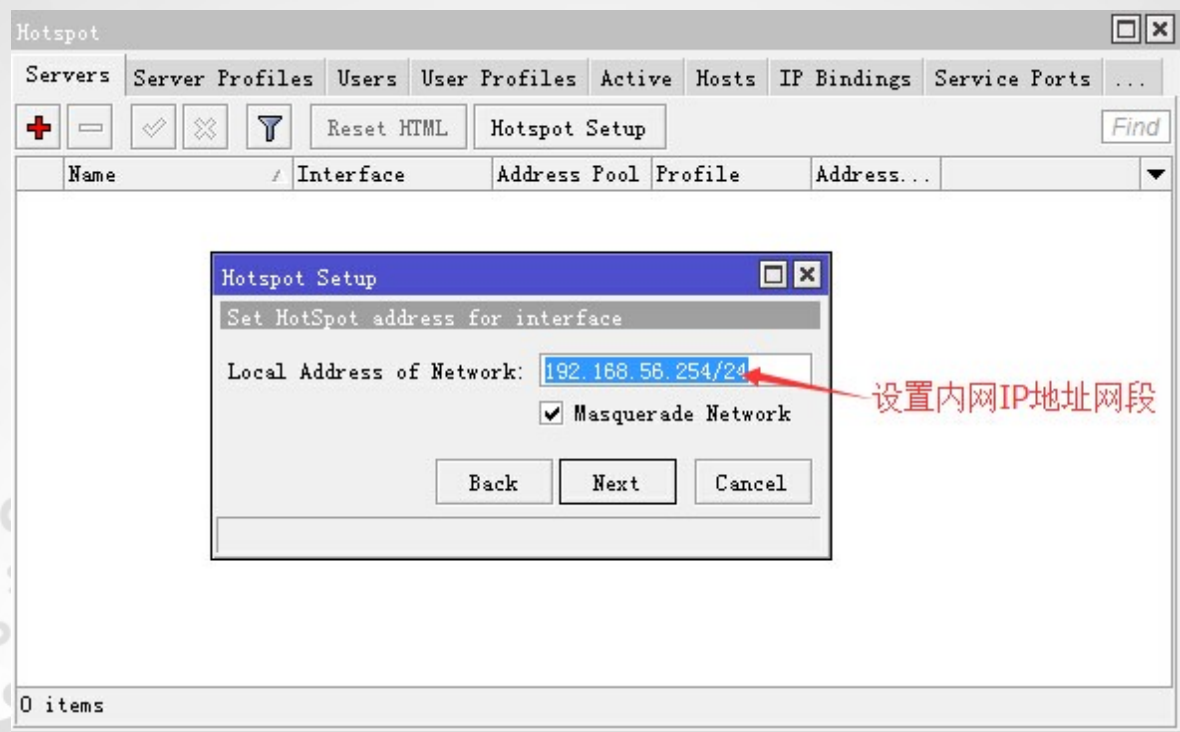 Hotspot
Servers Server Profiles Users User Profiles Active Hosts IP Bindings Service Ports ...
Reset HTML Hotspot Setup Find
Name Interface Address Pool Profile Address...
Hotspot Setup
Set HotSpot address for interface
Local Address of Network: 192.168.56.254/24
设置内网IP地址网段
Masquerade Network
Back Next Cancel
0 items